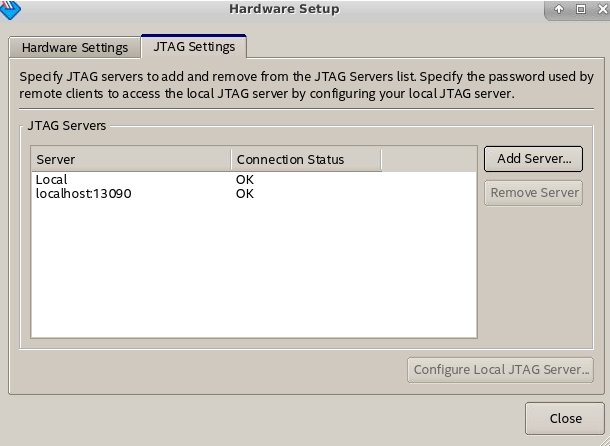 Hardware Setup
Hardware Settings
JTAG Settings
Specify JTAG servers to add and remove from the JTAG Servers list. Specify the password used by
remote clients to access the local JTAG server by configuring your local JTAG server.
JTAG Servers
Server Connection Status
Local OK
localhost:13090 OK
Add Server...
Remove Server
Configure Local JTAG Server...
Close